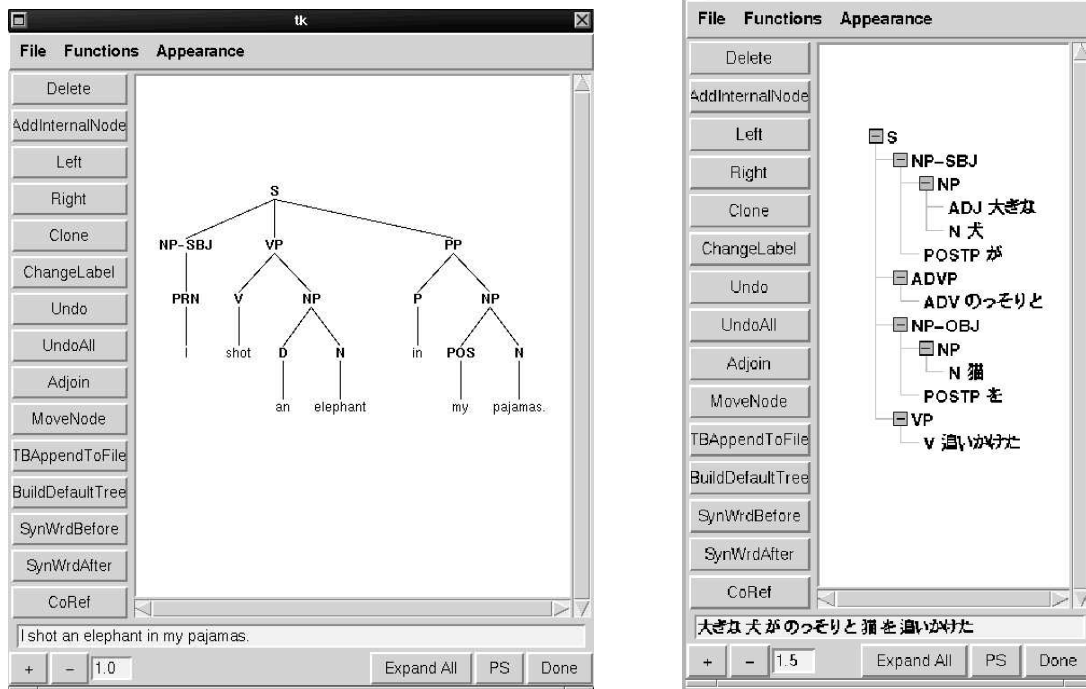 tk
File Functions Appearance
Delete
AddInternalNode
Left
Right
Clone
ChangeLabel
Undo
UndoAll
Adjoin
MoveNode
TBAppendToFile
BuildDefaultTree
SynWrdBefore
SynWrdAfter
CoRef
S
NP-SBJ VP PP
PRN V NP P NP
I shot D N in POS N
an elephant my pajamas.
I shot an elephant in my pajamas.
+ - 1.0 Expand All PS Done
File Functions Appearance
Delete
AddInternalNode
Left
Right
Clone
ChangeLabel
Undo
UndoAll
Adjoin
MoveNode
TBAppendToFile
BuildDefaultTree
SynWrdBefore
SynWrdAfter
CoRef
S
NP-SBJ
NP
ADJ 大きな
N 犬
POSTP が
ADVP
ADV のっそりと
NP-OBJ
NP
N 猫
POSTP を
VP
V 追いかけた
大きな 犬 が のっそりと 猫 を 追いかけた
+ - 1.5 Expand All PS Done